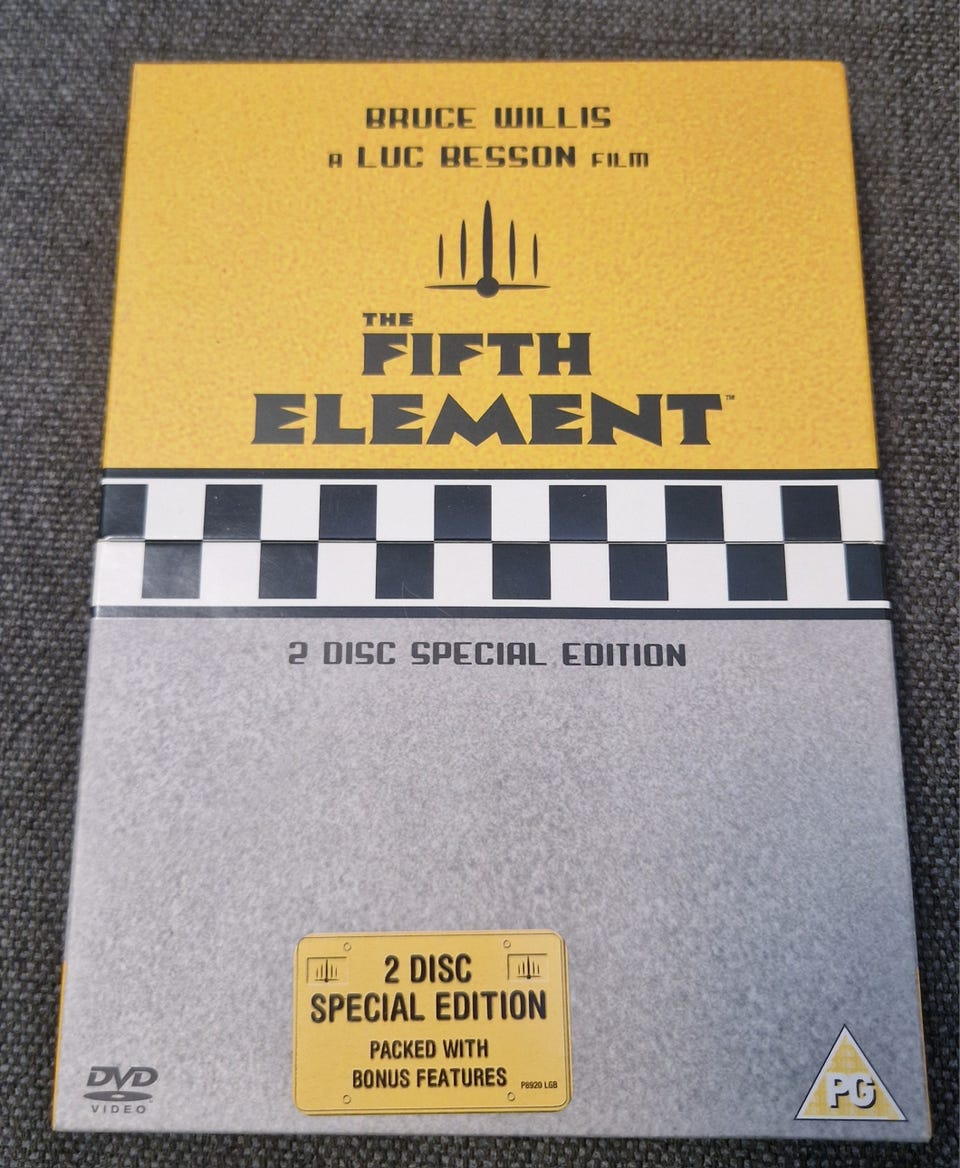 BRUCE WILLIS
A LUC BESSON FILM
THE
FIFTH
ELEMENT™
2 DISC SPECIAL EDITION
2 DISC
SPECIAL EDITION
PACKED WITH
BONUS FEATURES P8920 LGB
DVD
VIDEO
PG